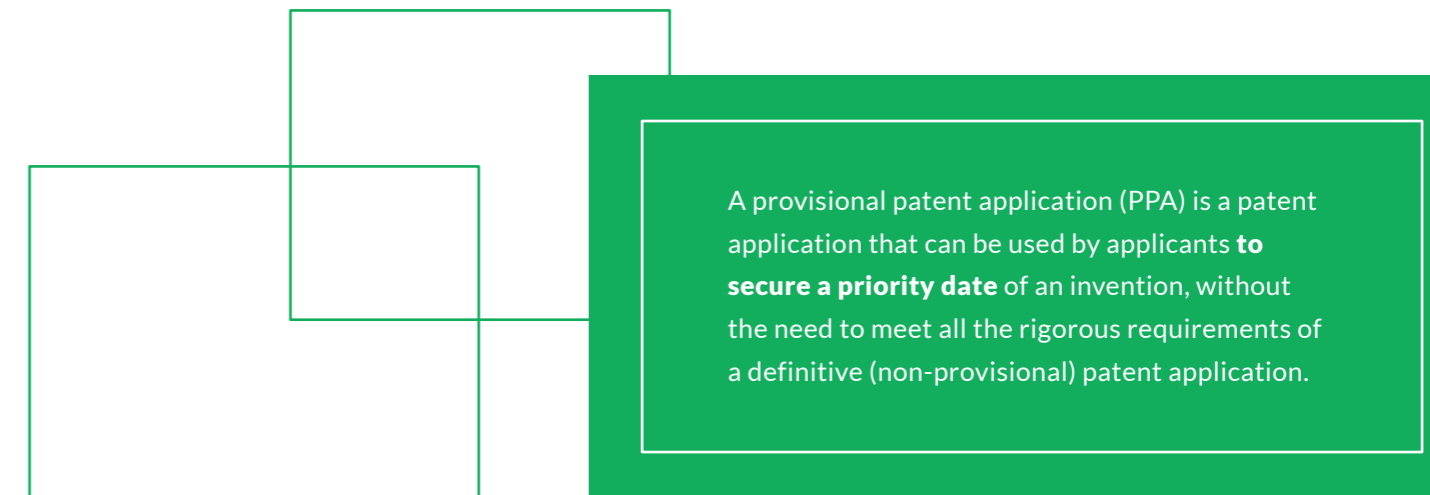 A provisional patent application (PPA) is a patent
application that can be used by applicants to
secure a priority date of an invention, without
the need to meet all the rigorous requirements of
a definitive (non-provisional) patent application.